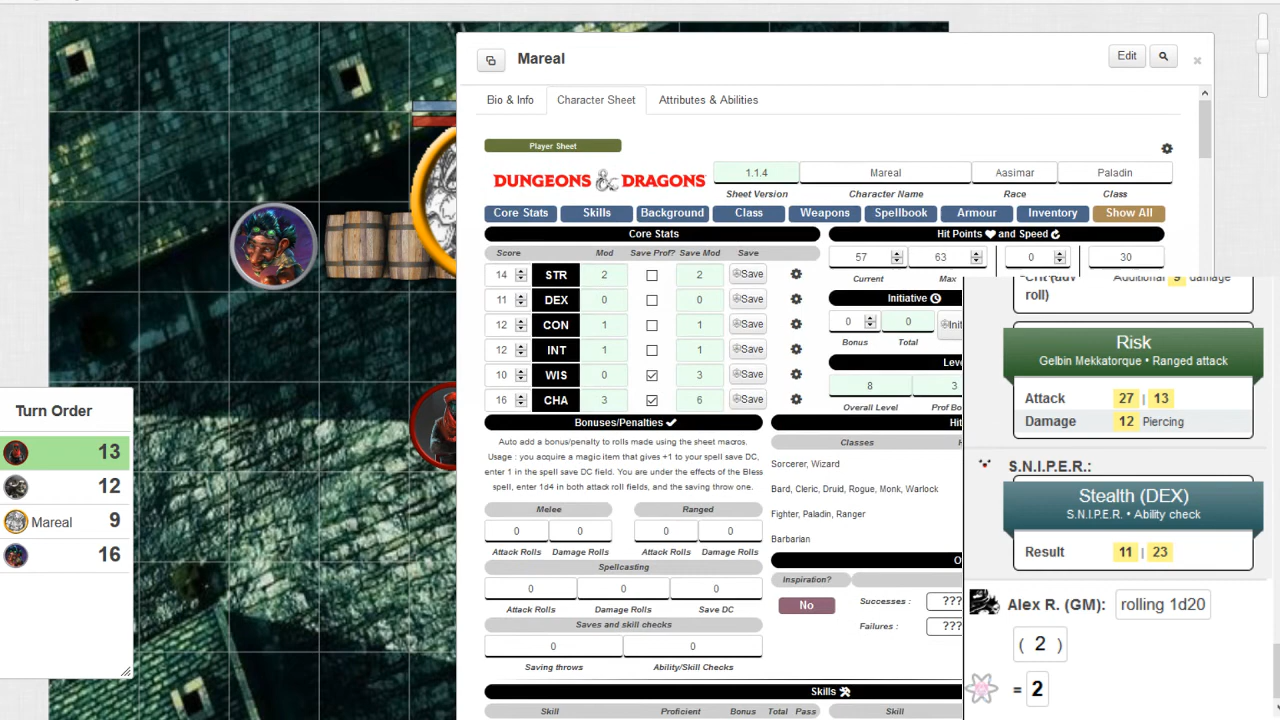 Mareal
Edit
Bio & Info Character Sheet Attributes & Abilities
Player Sheet
DUNGEONS & DRAGONS
1.1.4 Mareal Aasimar Paladin
Sheet Version Character Name Race Class
Core Stats Skills Background Class Weapons Spellbook Armour Inventory Show All
Core Stats
Score Mod Save Prof? Save Mod Save
14 STR 2 2 Save
11 DEX 0 0 Save
12 CON 1 1 Save
12 INT 1 1 Save
10 WIS 0 3 Save
16 CHA 3 6 Save
Hit Points and Speed
57 63 0 30
Current Max
Initiative
0 0 Init
Bonus Total
Leve
8 3
Overall Level Prof Bo
Bonuses/Penalties
Auto add a bonus/penalty to rolls made using the sheet macros.
Usage : you acquire a magic item that gives +1 to your spell save DC,
enter 1 in the spell save DC field. You are under the effects of the Bless
spell, enter 1d4 in both attack roll fields, and the saving throw one.
Melee Ranged
0 0 0 0
Attack Rolls Damage Rolls Attack Rolls Damage Rolls
Spellcasting
0 0 0
Attack Rolls Damage Rolls Save DC
Saves and skill checks
0 0
Saving throws Ability/Skill Checks
Hit
Classes
Sorcerer, Wizard
Bard, Cleric, Druid, Rogue, Monk, Warlock
Fighter, Paladin, Ranger
Barbarian
O
Inspiration?
No
Successes : ???
Failures : ???
Skills
Skill Proficient Bonus Total Pass Skill
Turn Order
13
12
Mareal 9
16
Crit (adv Additional 9 damage
roll)
Risk
Gelbin Mekkatorque • Ranged attack
Attack 27 | 13
Damage 12 Piercing
S.N.I.P.E.R.:
Stealth (DEX)
S.N.I.P.E.R. • Ability check
Result 11 | 23
Alex R. (GM): rolling 1d20
( 2 )
= 2